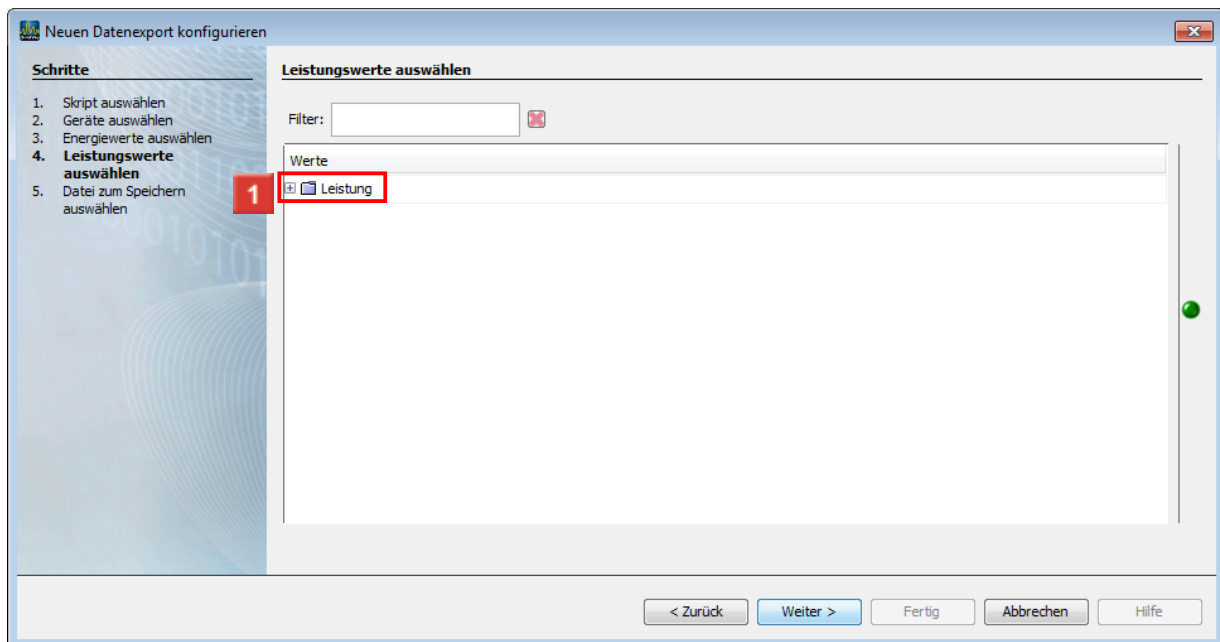 Neuen Datenexport konfigurieren
Schritte
1. Skript auswählen
2. Geräte auswählen
3. Energiewerte auswählen
4. Leistungswerte
auswählen
5. Datei zum Speichern
auswählen
Leistungswerte auswählen
Filter:
Werte
1
Leistung
< Zurück
Weiter >
Fertig
Abbrechen
Hilfe